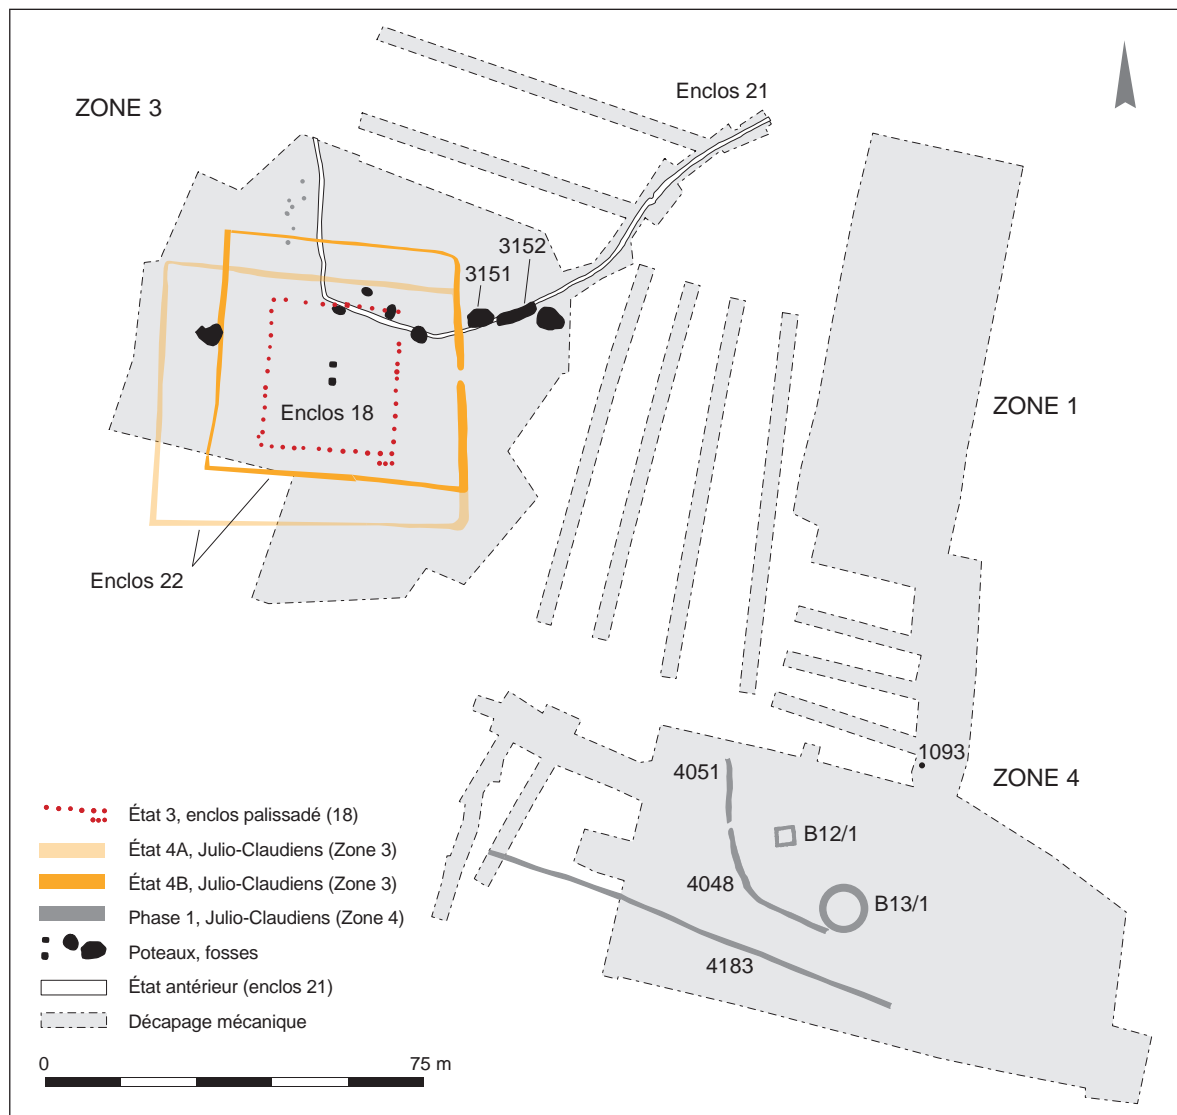 ZONE 3
Enclos 21
3152
3151
ZONE 1
Enclos 18
Enclos 22
1093
4051
ZONE 4
B12/1
4048
B13/1
4183
État 3, enclos palissadé (18)
État 4A, Julio-Claudiens (Zone 3)
État 4B, Julio-Claudiens (Zone 3)
Phase 1, Julio-Claudiens (Zone 4)
Poteaux, fosses
État antérieur (enclos 21)
Décapage mécanique
0 75 m